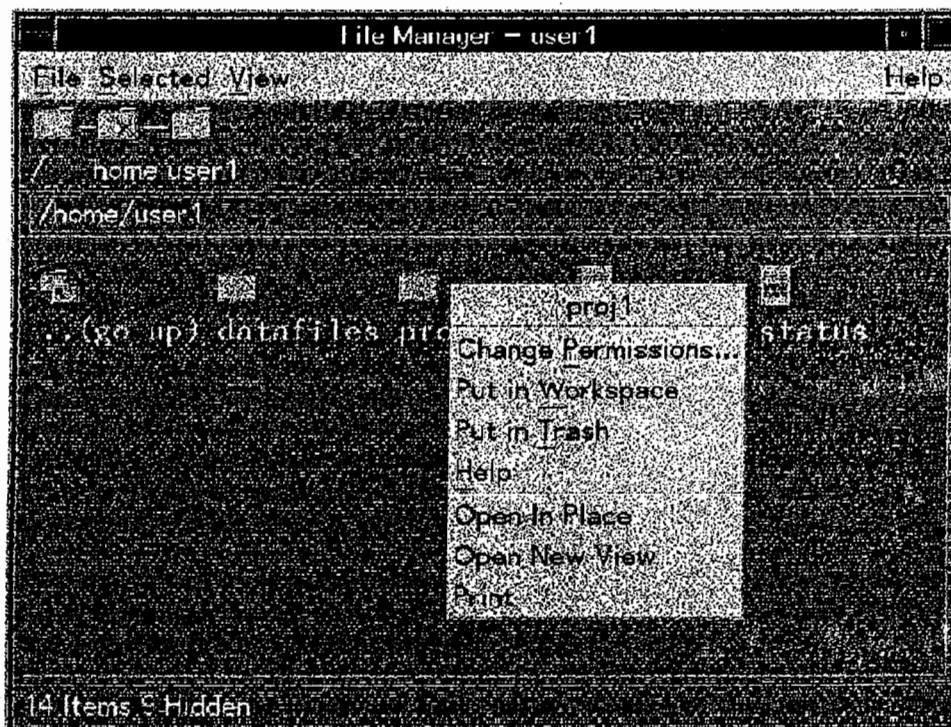 File Manager – user1
File Selected View Help
/ home user1
/home/user1
..(go up) datafiles status
proj1
Change Permissions...
Put in Workspace
Put in Trash
Help
Open In Place
Open New View
Print
14 Items 9 Hidden